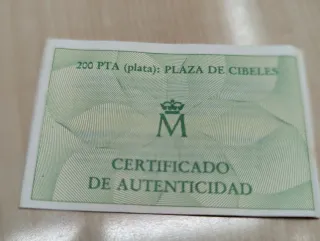 200 PTA (plata): PLAZA DE CIBELES
M
CERTIFICADO
DE AUTENTICIDAD